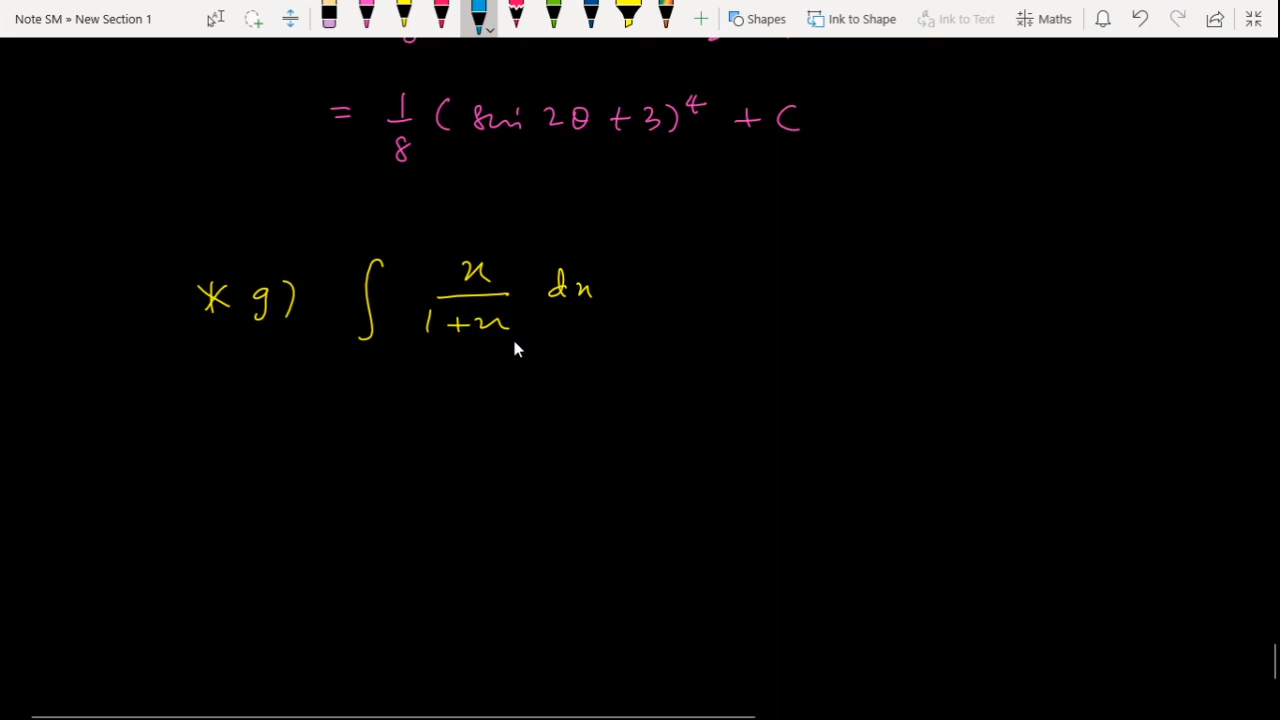 Note SM » New Section 1 Shapes Ink to Shape Ink to Text Maths
= 1/8 (sin 2θ + 3)^4 + C
* g) ∫ x/(1+x) dx